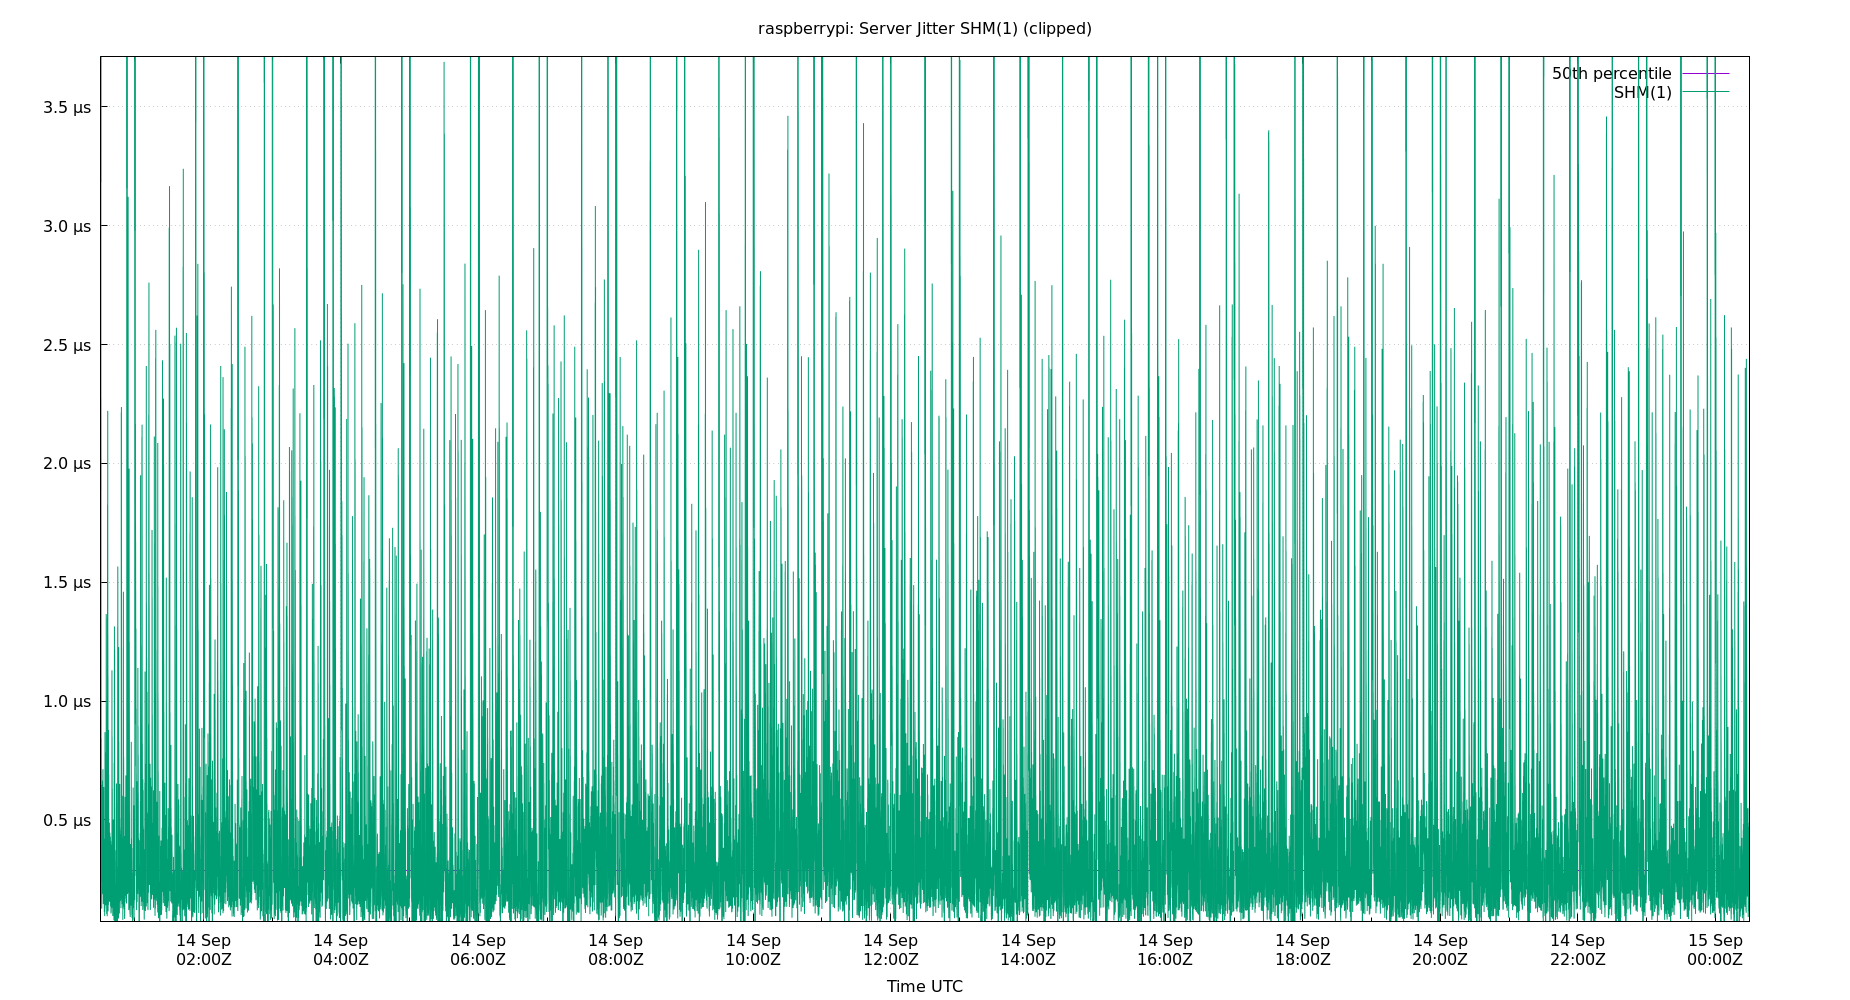 raspberrypi: Server Jitter SHM(1) (clipped)
50th percentile
SHM(1)
3.5 µs
3.0 µs
2.5 µs
2.0 µs
1.5 µs
1.0 µs
0.5 µs
14 Sep 14 Sep 14 Sep 14 Sep 14 Sep 14 Sep 14 Sep 14 Sep 14 Sep 14 Sep 14 Sep 15 Sep
02:00Z 04:00Z 06:00Z 08:00Z 10:00Z 12:00Z 14:00Z 16:00Z 18:00Z 20:00Z 22:00Z 00:00Z
Time UTC